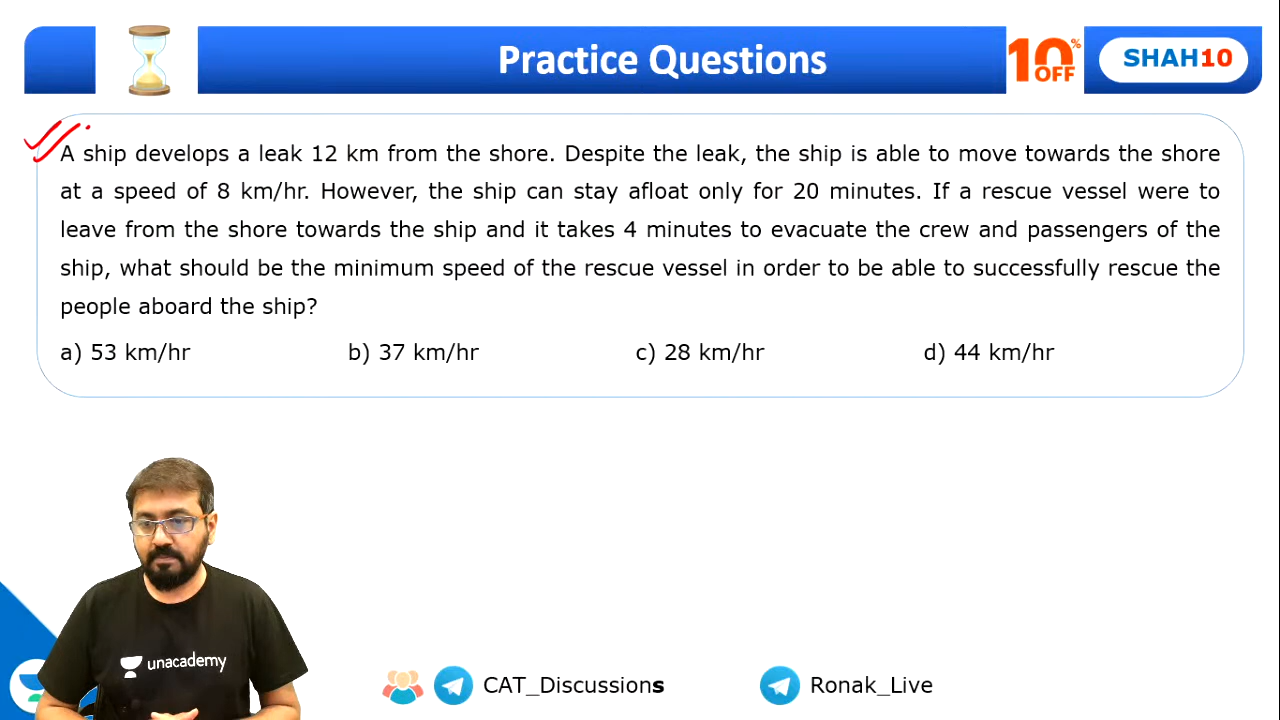 Practice Questions
10% OFF
SHAH10
A ship develops a leak 12 km from the shore. Despite the leak, the ship is able to move towards the shore
at a speed of 8 km/hr. However, the ship can stay afloat only for 20 minutes. If a rescue vessel were to
leave from the shore towards the ship and it takes 4 minutes to evacuate the crew and passengers of the
ship, what should be the minimum speed of the rescue vessel in order to be able to successfully rescue the
people aboard the ship?
a) 53 km/hr b) 37 km/hr c) 28 km/hr d) 44 km/hr
unacademy
CAT_Discussions Ronak_Live